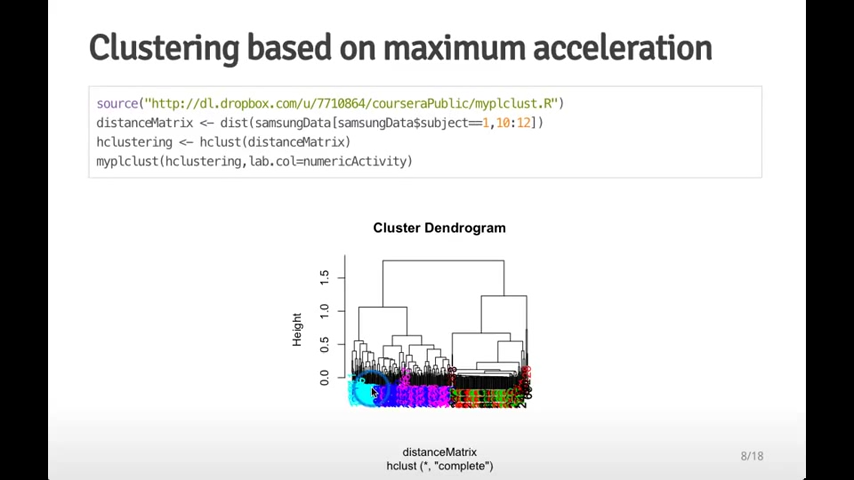 Clustering based on maximum acceleration
source("http://dl.dropbox.com/u/7710864/courseraPublic/myplclust.R")
distanceMatrix <- dist(samsungData[samsungData$subject==1,10:12])
hclustering <- hclust(distanceMatrix)
myplclust(hclustering,lab.col=numericActivity)
Cluster Dendrogram
Height
1.5
1.0
0.5
0.0
distanceMatrix
hclust (*, "complete")
8/18